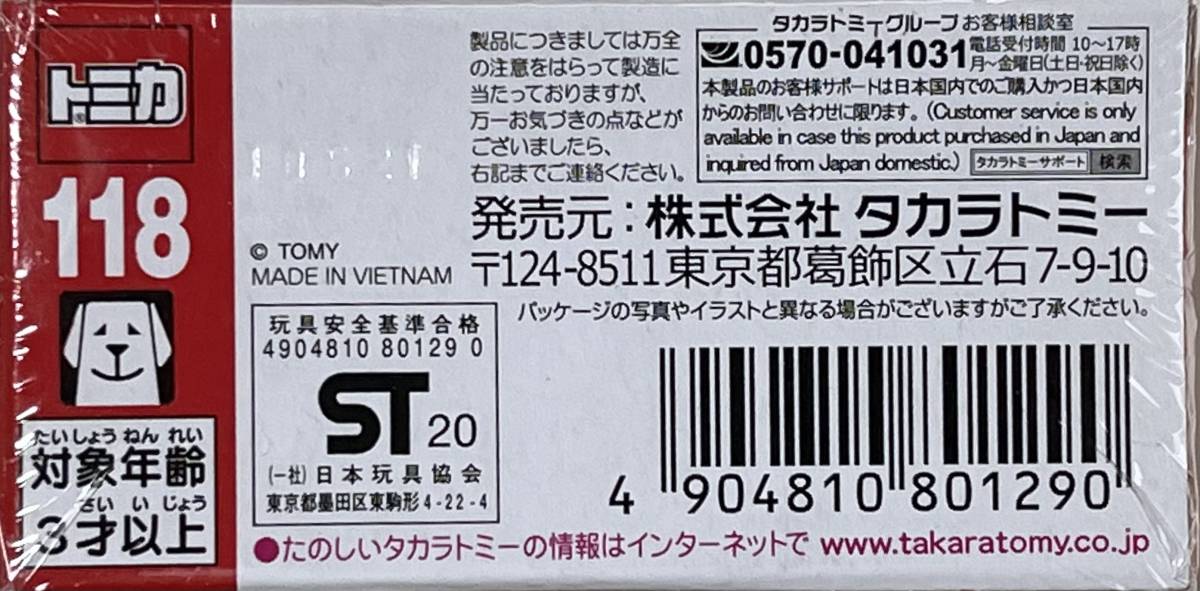 トミカ
118
たいしょう ねん れい
対象年齢
さい い じょう
3才以上
製品につきましては万全
の注意をはらって製造に
当たっておりますが、
万一お気づきの点などが
ございましたら、
右記までご連絡ください。
タカラトミーグループ お客様相談室
0570-041031 電話受付時間 10〜17時
月〜金曜日(土日・祝日除く)
本製品のお客様サポートは日本国内でのご購入かつ日本国内
からのお問い合わせに限ります。(Customer service is only
available in case this product purchased in Japan and
inquired from Japan domestic.) タカラトミーサポート 検索
発売元:株式会社 タカラトミー
〒124-8511 東京都葛飾区立石7-9-10
© TOMY
MADE IN VIETNAM
パッケージの写真やイラストと異なる場合がございますがご了承ください。
玩具安全基準合格
4904810 80129 0
ST 20
(一社)日本玩具協会
東京都墨田区東駒形4-22-4
4 904810 801290
●たのしいタカラトミーの情報はインターネットで www.takaratomy.co.jp